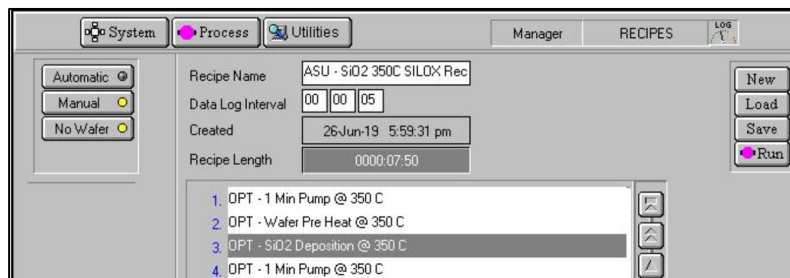 System Process Utilities Manager RECIPES LOG
Automatic
Manual
No Wafer
Recipe Name ASU - SiO2 350C SILOX Rec
Data Log Interval 00 00 05
Created 26-Jun-19 5:59:31 pm
Recipe Length 0000:07:50
New
Load
Save
Run
1. OPT - 1 Min Pump @ 350 C
2. OPT - Wafer Pre Heat @ 350 C
3. OPT - SiO2 Deposition @ 350 C
4. OPT - 1 Min Pump @ 350 C